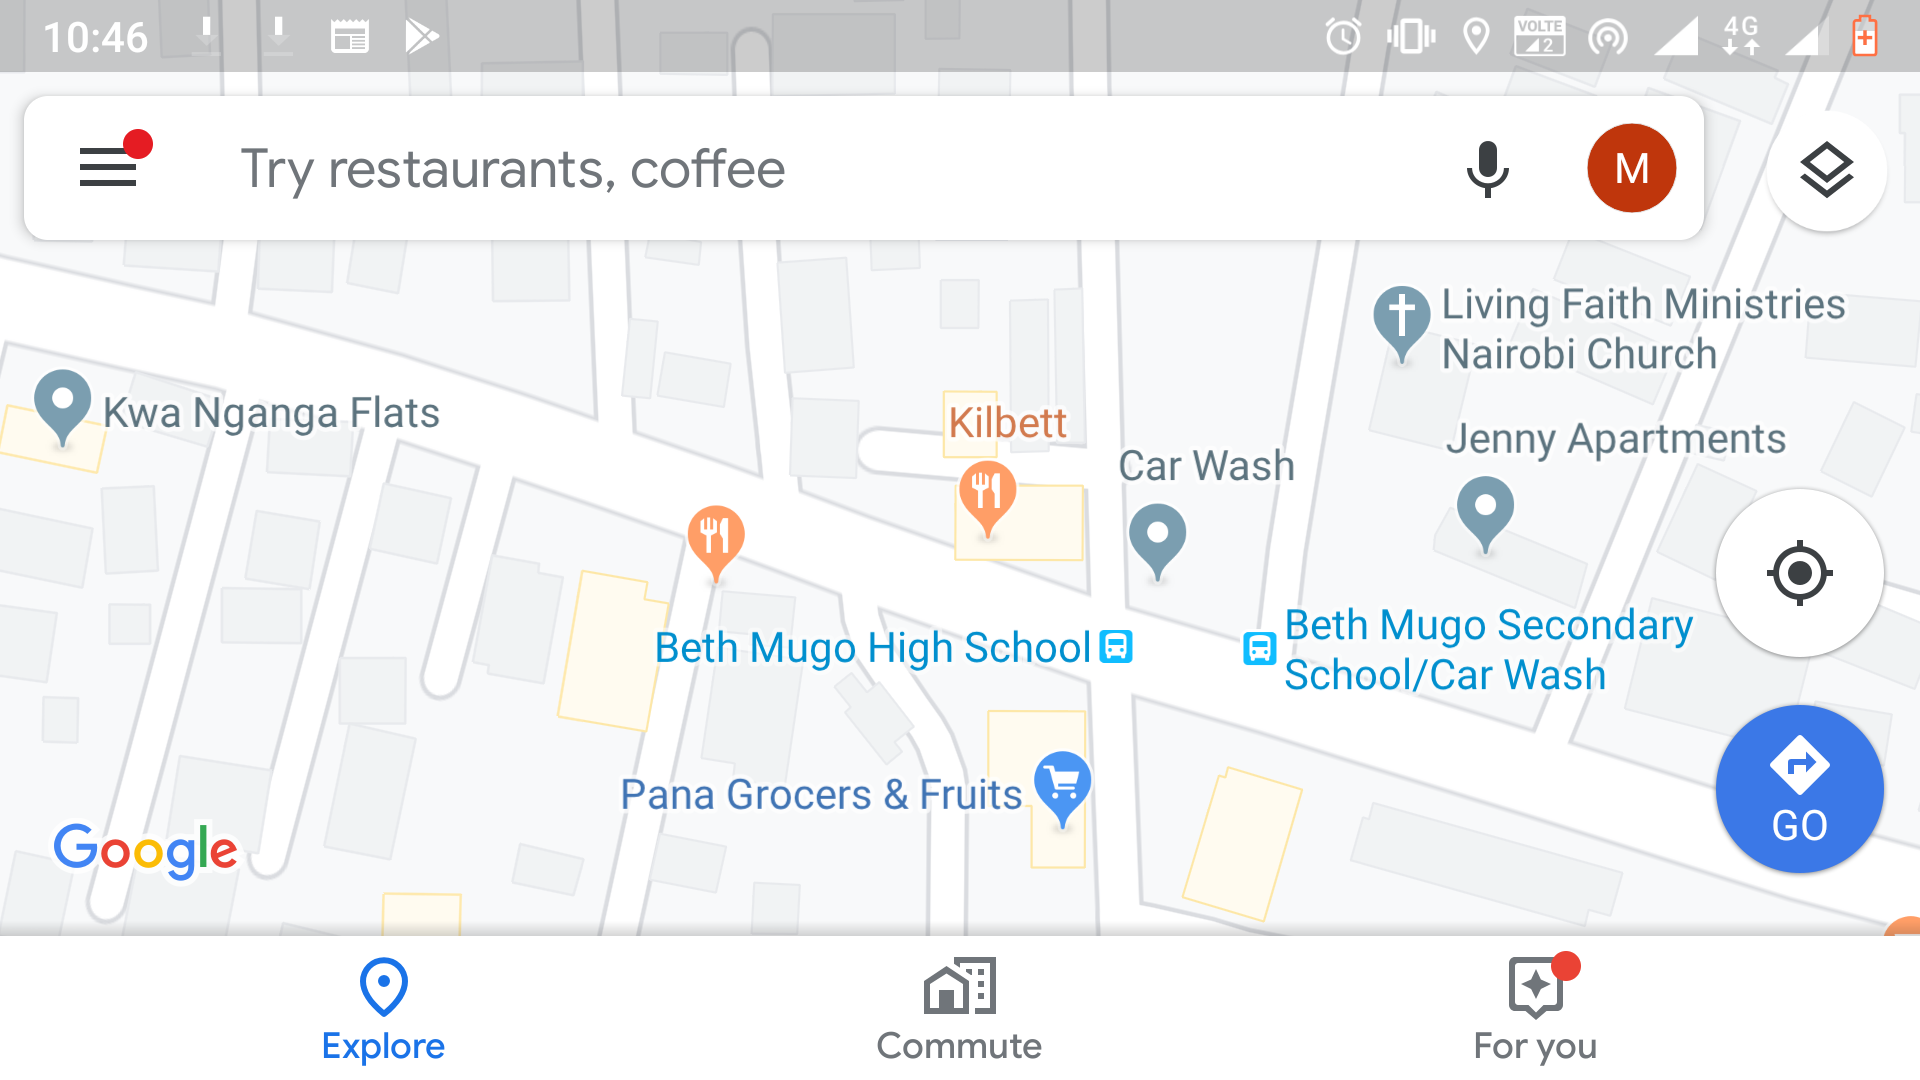 10:46
VOLTE
2
4G
Try restaurants, coffee
M
Living Faith Ministries
Nairobi Church
Kwa Nganga Flats
Kilbett
Jenny Apartments
Car Wash
Beth Mugo High School
Beth Mugo Secondary
School/Car Wash
Pana Grocers & Fruits
GO
Google
Explore
Commute
For you